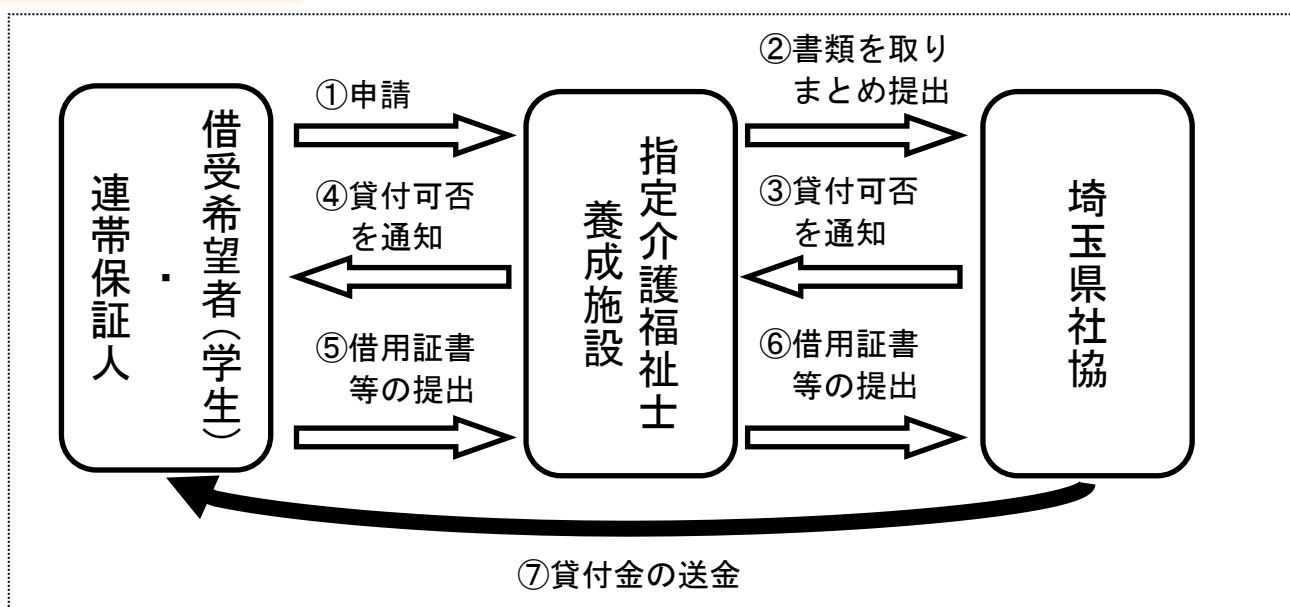 借受希望者（学生）
・
連帯保証人
①申請
④貸付可否
を通知
⑤借用証書
等の提出
指定介護福祉士
養成施設
②書類を取り
まとめ提出
③貸付可否
を通知
⑥借用証書
等の提出
埼玉県社協
⑦貸付金の送金